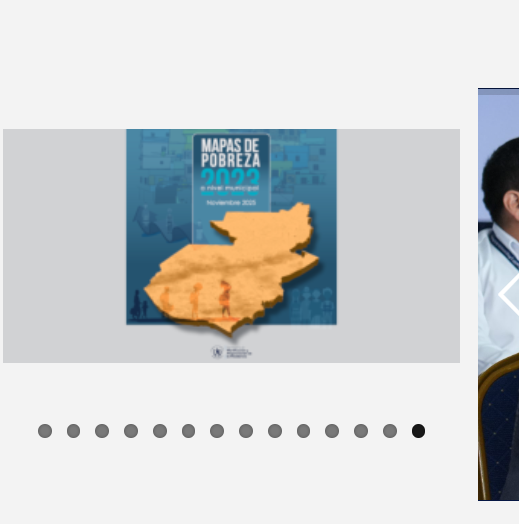 MAPAS DE
POBREZA
2023
a nivel municipal
Noviembre 2025